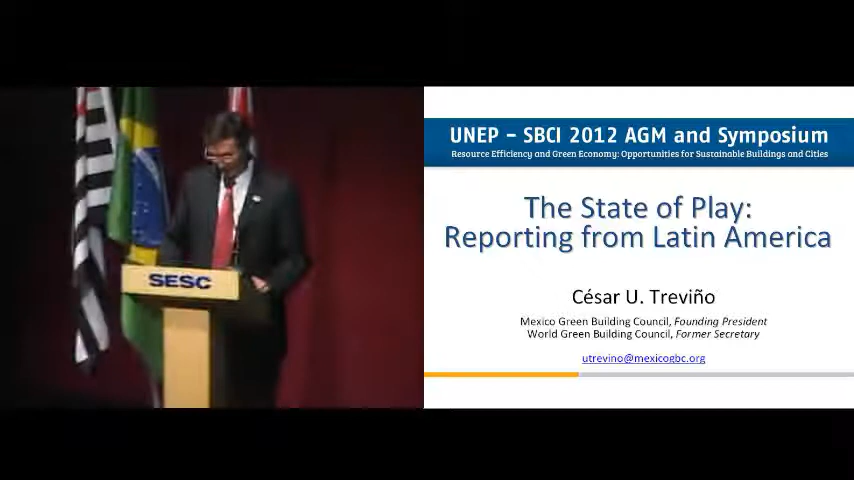 SESC
UNEP – SBCI 2012 AGM and Symposium
Resource Efficiency and Green Economy: Opportunities for Sustainable Buildings and Cities
The State of Play:
Reporting from Latin America
César U. Treviño
Mexico Green Building Council, Founding President
World Green Building Council, Former Secretary
utrevino@mexicogbc.org